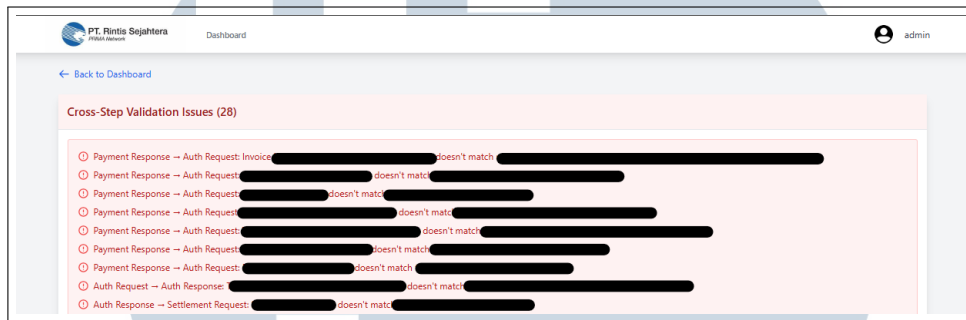 PT. Rintis Sejahtera
PRIMA Network
Dashboard
admin
← Back to Dashboard
Cross-Step Validation Issues (28)
Payment Response → Auth Request: Invoice doesn't match
Payment Response → Auth Request: doesn't match
Payment Response → Auth Request: doesn't match
Payment Response → Auth Request doesn't matc
Payment Response → Auth Request: doesn't match
Payment Response → Auth Request: doesn't match
Payment Response → Auth Request: doesn't match
Auth Request → Auth Response: doesn't match
Auth Response → Settlement Request: doesn't match